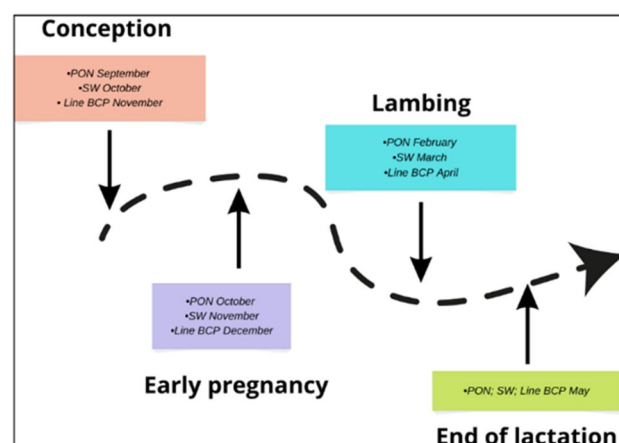 Conception
•PON September
•SW October
• Line BCP November
Lambing
•PON February
•SW March
•Line BCP April
•PON October
•SW November
•Line BCP December
Early pregnancy
•PON; SW; Line BCP May
End of lactation